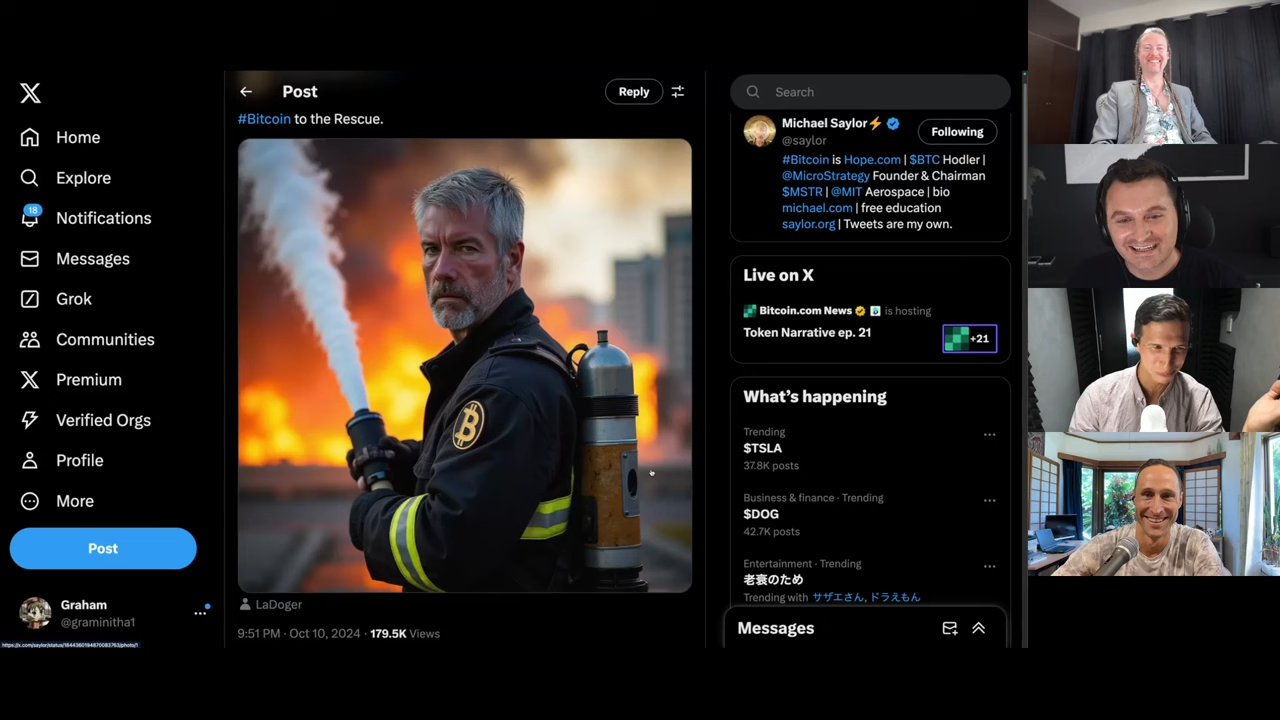 Home
Explore
18
Notifications
Messages
Grok
Communities
Premium
Verified Orgs
Profile
More
Post
Graham
@graminitha1
Post
Reply
#Bitcoin to the Rescue.
LaDoger
9:51 PM · Oct 10, 2024 · 179.5K Views
Search
Michael Saylor⚡
@saylor
Following
#Bitcoin is Hope.com | $BTC Hodler |
@MicroStrategy Founder & Chairman
$MSTR | @MIT Aerospace | bio
michael.com | free education
saylor.org | Tweets are my own.
Live on X
Bitcoin.com News is hosting
Token Narrative ep. 21
+21
What's happening
Trending
$TSLA
37.8K posts
Business & finance · Trending
$DOG
42.7K posts
Entertainment · Trending
老衰のため
Trending with サザエさん, ドラえもん
Messages